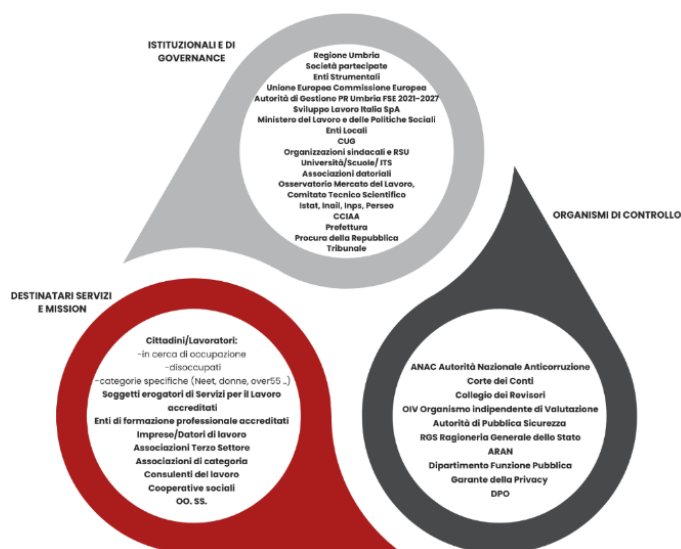 ISTITUZIONALI E DI
GOVERNANCE
Regione Umbria
Società partecipate
Enti Strumentali
Unione Europea Commissione Europea
Autorità di Gestione PR Umbria FSE 2021-2027
Sviluppo Lavoro Italia SpA
Ministero del Lavoro e delle Politiche Sociali
Enti Locali
CUG
Organizzazioni sindacali e RSU
Università/Scuole/ ITS
Associazioni datoriali
Osservatorio Mercato del Lavoro,
Comitato Tecnico Scientifico
Istat, Inail, Inps, Perseo
CCIAA
Prefettura
Procura della Repubblica
Tribunale
ORGANISMI DI CONTROLLO
ANAC Autorità Nazionale Anticorruzione
Corte dei Conti
Collegio dei Revisori
OIV Organismo indipendente di Valutazione
Autorità di Pubblica Sicurezza
RGS Ragioneria Generale dello Stato
ARAN
Dipartimento Funzione Pubblica
Garante della Privacy
DPO
DESTINATARI SERVIZI
E MISSION
Cittadini/Lavoratori:
-in cerca di occupazione
-disoccupati
-categorie specifiche (Neet, donne, over55 ..)
Soggetti erogatori di Servizi per il Lavoro
accreditati
Enti di formazione professionale accreditati
Imprese/Datori di lavoro
Associazioni Terzo Settore
Associazioni di categoria
Consulenti del lavoro
Cooperative sociali
OO. SS.